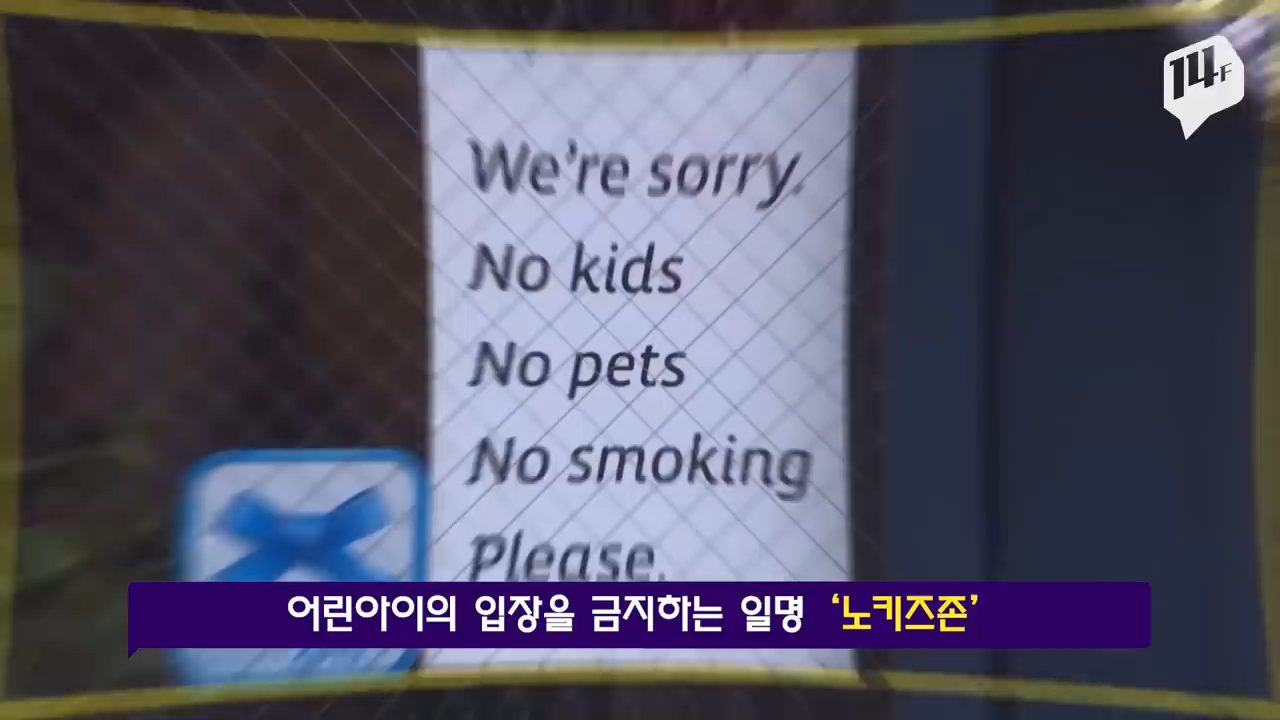 14F
We're sorry.
No kids
No pets
No smoking
Please.
어린아이의 입장을 금지하는 일명 ‘노키즈존’